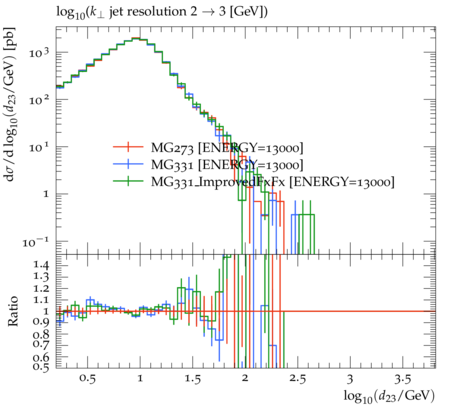 log₁₀(k⊥ jet resolution 2 → 3 [GeV])
dσ/d log₁₀(d₂₃/GeV) [pb]
10³
10²
10¹
1
10⁻¹
MG273 [ENERGY=13000]
MG331 [ENERGY=13000]
MG331_ImprovedFxFx [ENERGY=13000]
Ratio
1.4
1.3
1.2
1.1
1
0.9
0.8
0.7
0.6
0.5
0.5 1 1.5 2 2.5 3 3.5
log₁₀(d₂₃/GeV)